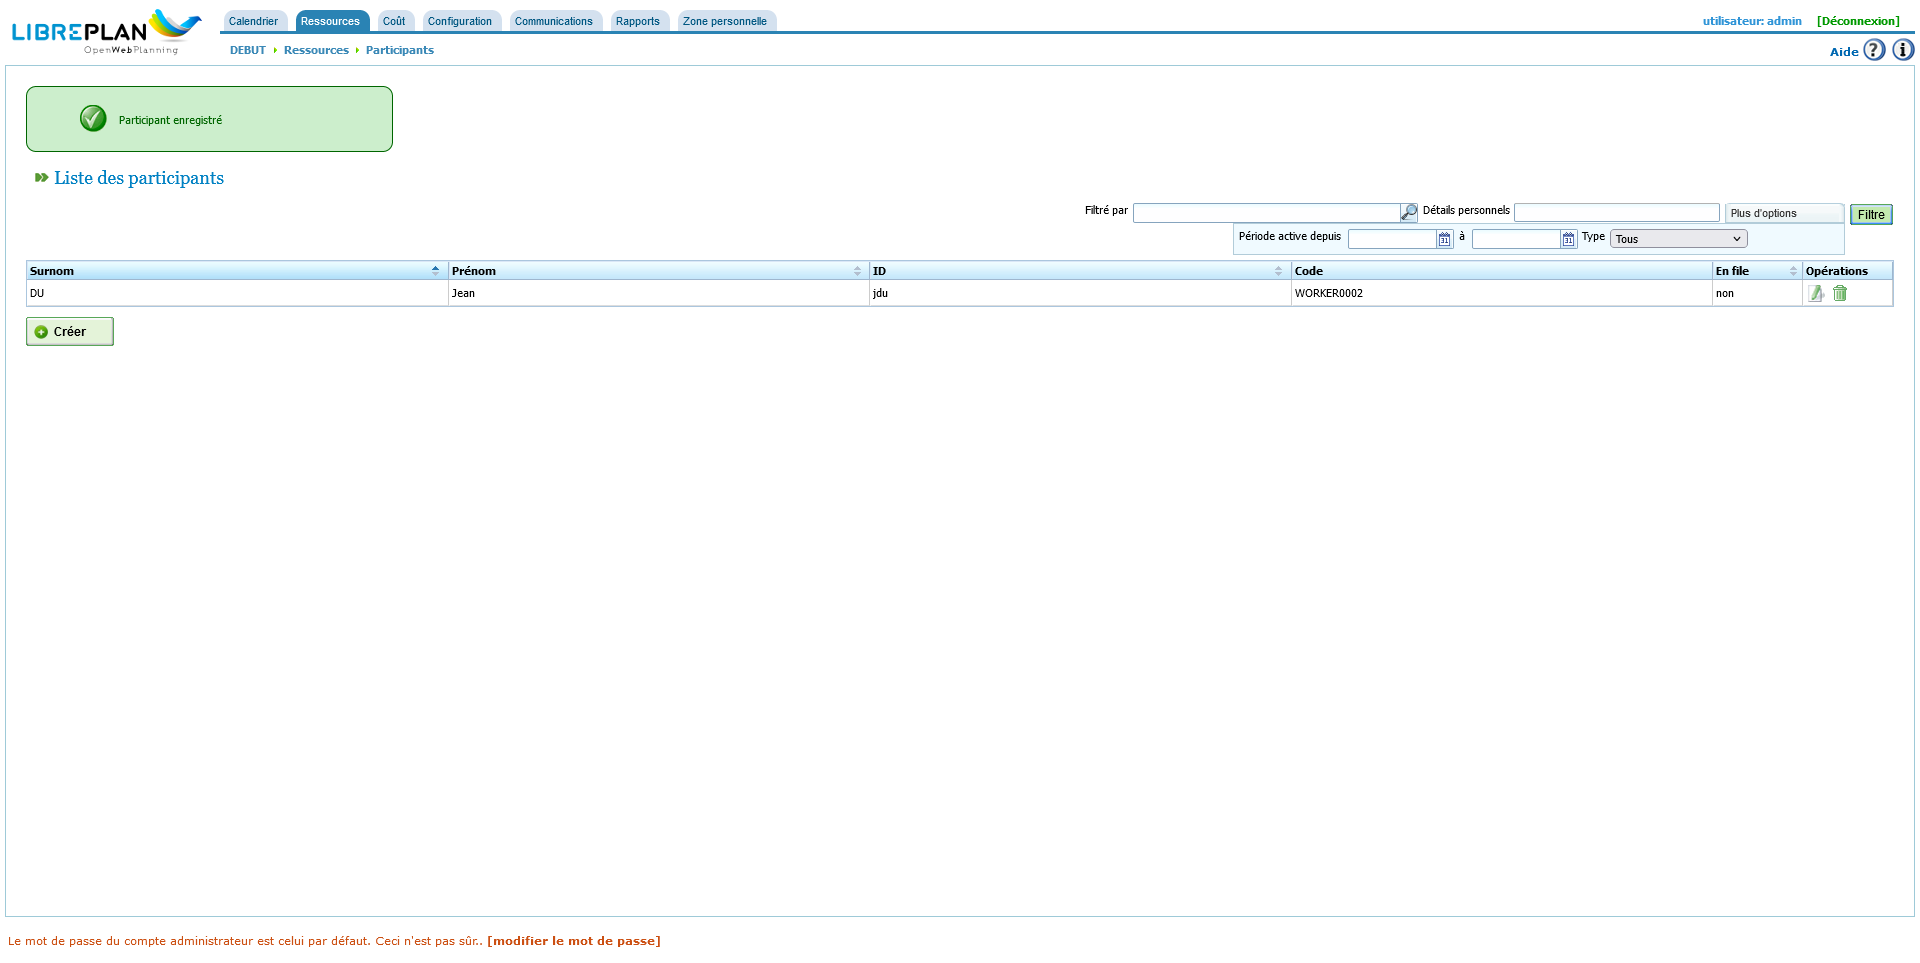 LIBREPLAN
OpenWebPlanning
Calendrier Ressources Coût Configuration Communications Rapports Zone personnelle
utilisateur: admin [Déconnexion]
DEBUT Ressources Participants
Aide
Participant enregistré
Liste des participants
Filtré par Détails personnels Plus d'options Filtre
Période active depuis 31 à 31 Type Tous
Surnom Prénom ID Code En file Opérations
DU Jean jdu WORKER0002 non
Créer
Le mot de passe du compte administrateur est celui par défaut. Ceci n'est pas sûr.. [modifier le mot de passe]